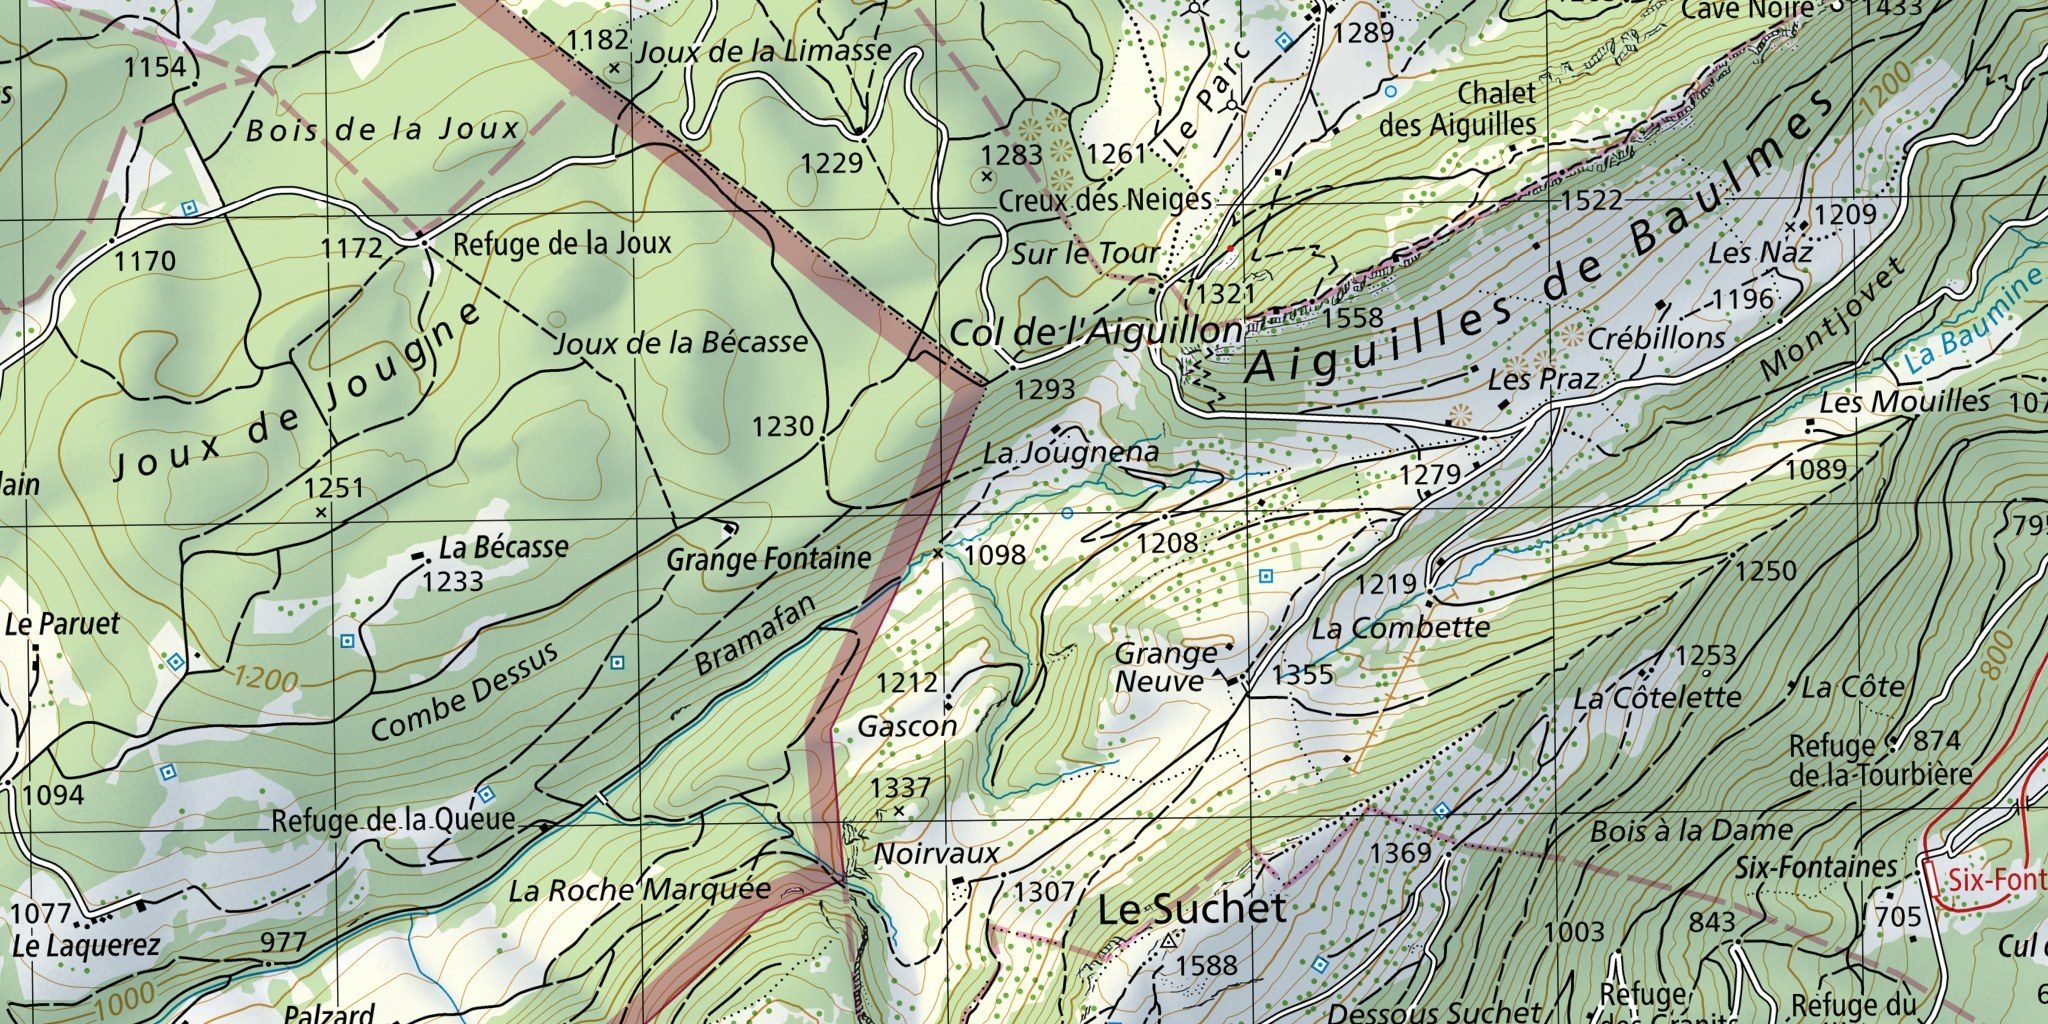 1182
Joux de la Limasse
1289
Cave Noire
1433
1154
Bois de la Joux
Le Parc
Chalet
des Aiguilles
1200
1229
1283
1261
Creux des Neiges
1522
1209
1172
Refuge de la Joux
1170
Sur le Tour
Les Naz
1321
1196
Montjovet
La Baumine
Joux de la Bécasse
Col de l'Aiguillon
1558
Aiguilles de Baulmes
Crébillons
Joux de Jougne
1293
Les Praz
Les Mouilles
1230
La Jougnena
1279
1089
1251
La Bécasse
1233
Grange Fontaine
1098
1208
1219
1250
Le Paruet
Bramafan
La Combette
Grange
Neuve
1355
1253
La Côtelette
La Côte
800
1200
Combe Dessus
1212
Gascon
Refuge
de la Tourbière
874
1094
1337
Refuge de la Queue
Bois à la Dame
Noirvaux
1369
Six-Fontaines
La Roche Marquée
1307
Le Suchet
Six-Font
1077
Le Laquerez
977
1588
1003
843
705
1000
Palzard
Dessous Suchet
Refuge
Refuge du